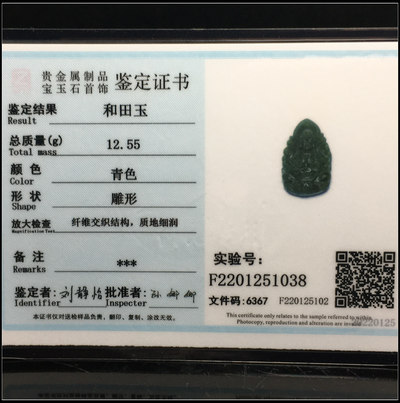 贵金属制品
宝玉石首饰 鉴定证书
鉴定结果 和田玉
Result
总质量(g) 12.55
Total mass
颜色 青色
Color
形状 雕形
Shape
放大检查 纤维交织结构，质地细润
Magnification Test
备注 ***
Remarks
实验号:
F2201251038
文件码: 6367 F220125102
鉴定者: 批准者:
Identifier Inspector
本证书仅对送检样品负责，翻印、复制、涂改无效。
This certificate only relates to the sample referred to within
Photocopy, reproduction and alteration are invalid